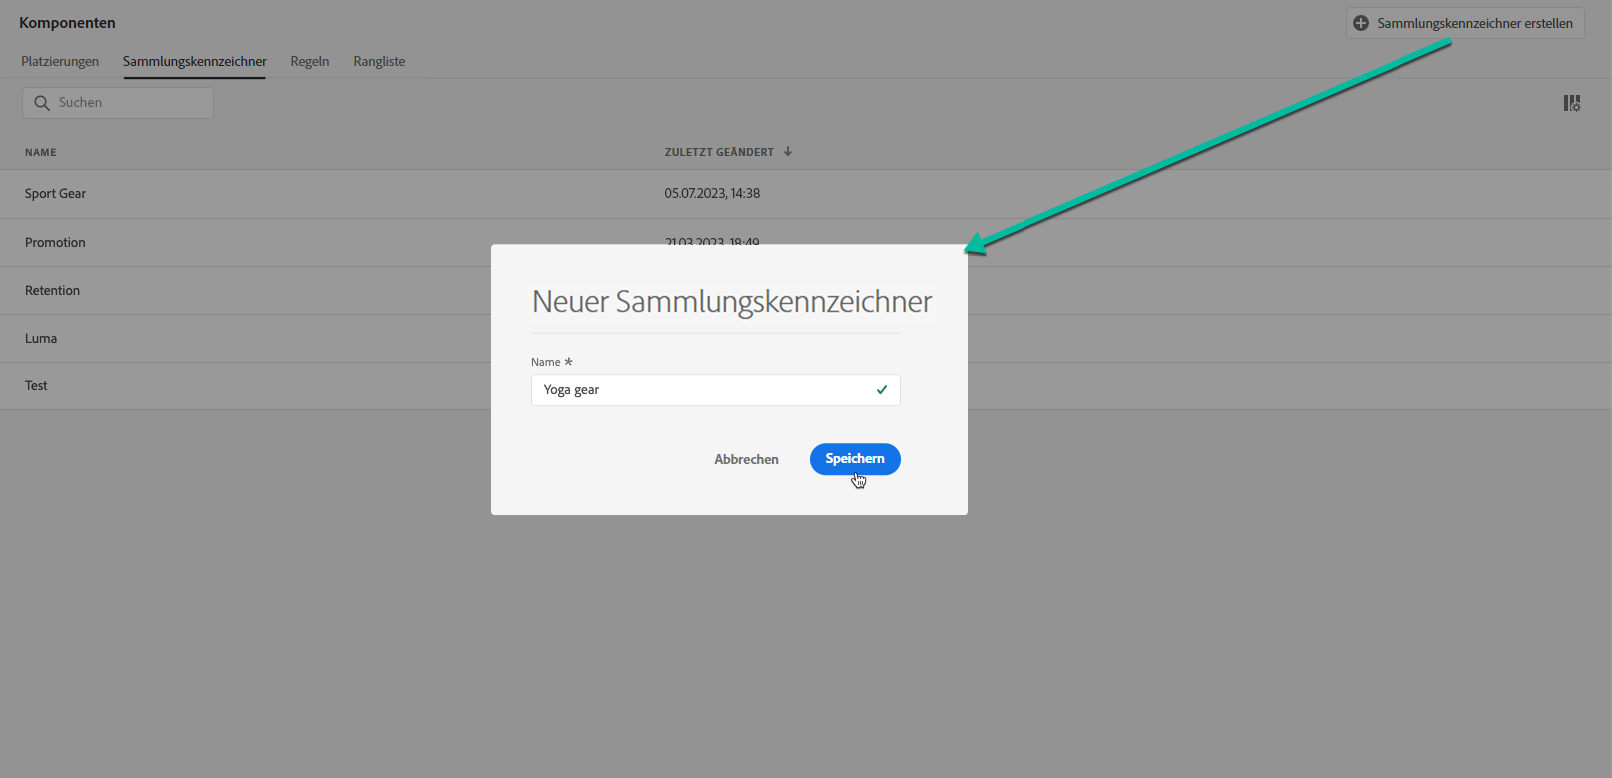 Komponenten
Sammlungskennzeichner erstellen
Platzierungen Sammlungskennzeichner Regeln Rangliste
Suchen
NAME ZULETZT GEÄNDERT
Sport Gear 05.07.2023, 14:38
Promotion 21.03.2023, 18:49
Retention
Luma
Test
Neuer Sammlungskennzeichner
Name *
Yoga gear
Abbrechen Speichern